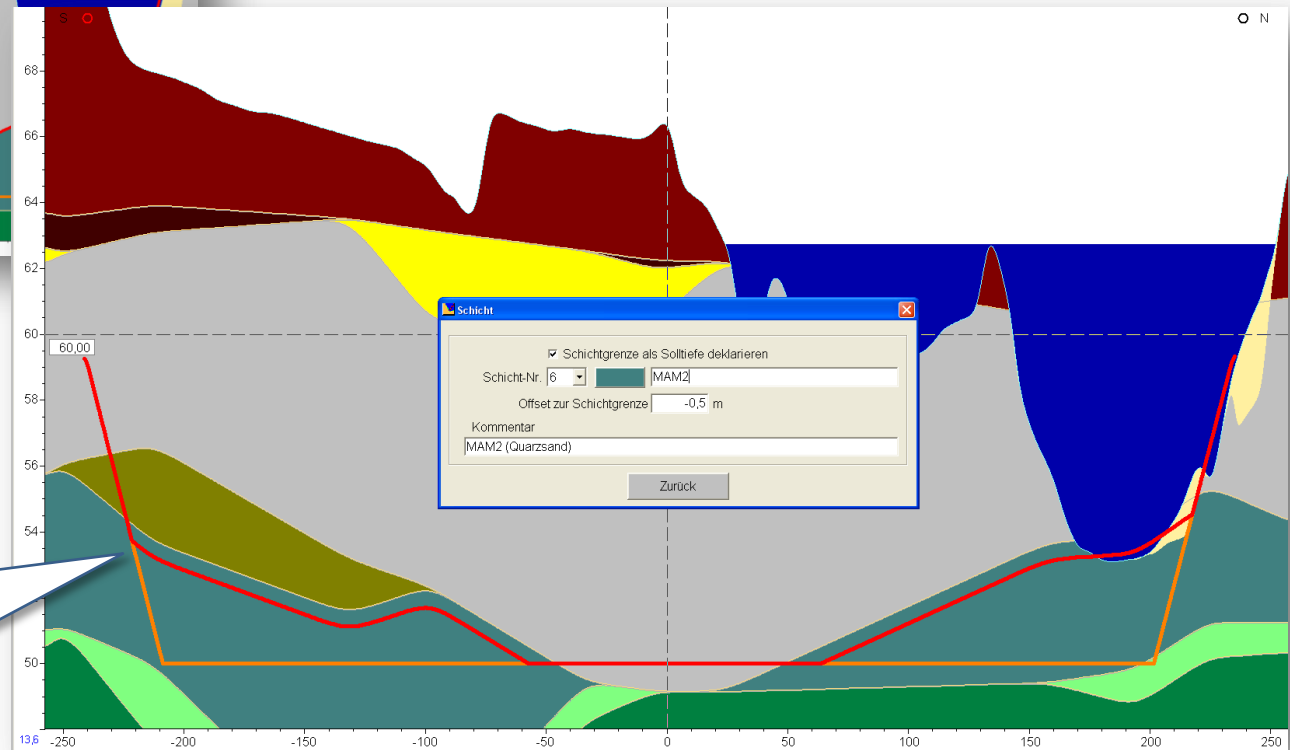 S N
68
66
64
62
60
60,00
58
56
54
50
13,6 -250 -200 -150 -100 -50 0 50 100 150 200 250
Schicht
Schichtgrenze als Solltiefe deklarieren
Schicht-Nr. 6 MAM2
Offset zur Schichtgrenze -0,5 m
Kommentar
MAM2 (Quarzsand)
Zurück